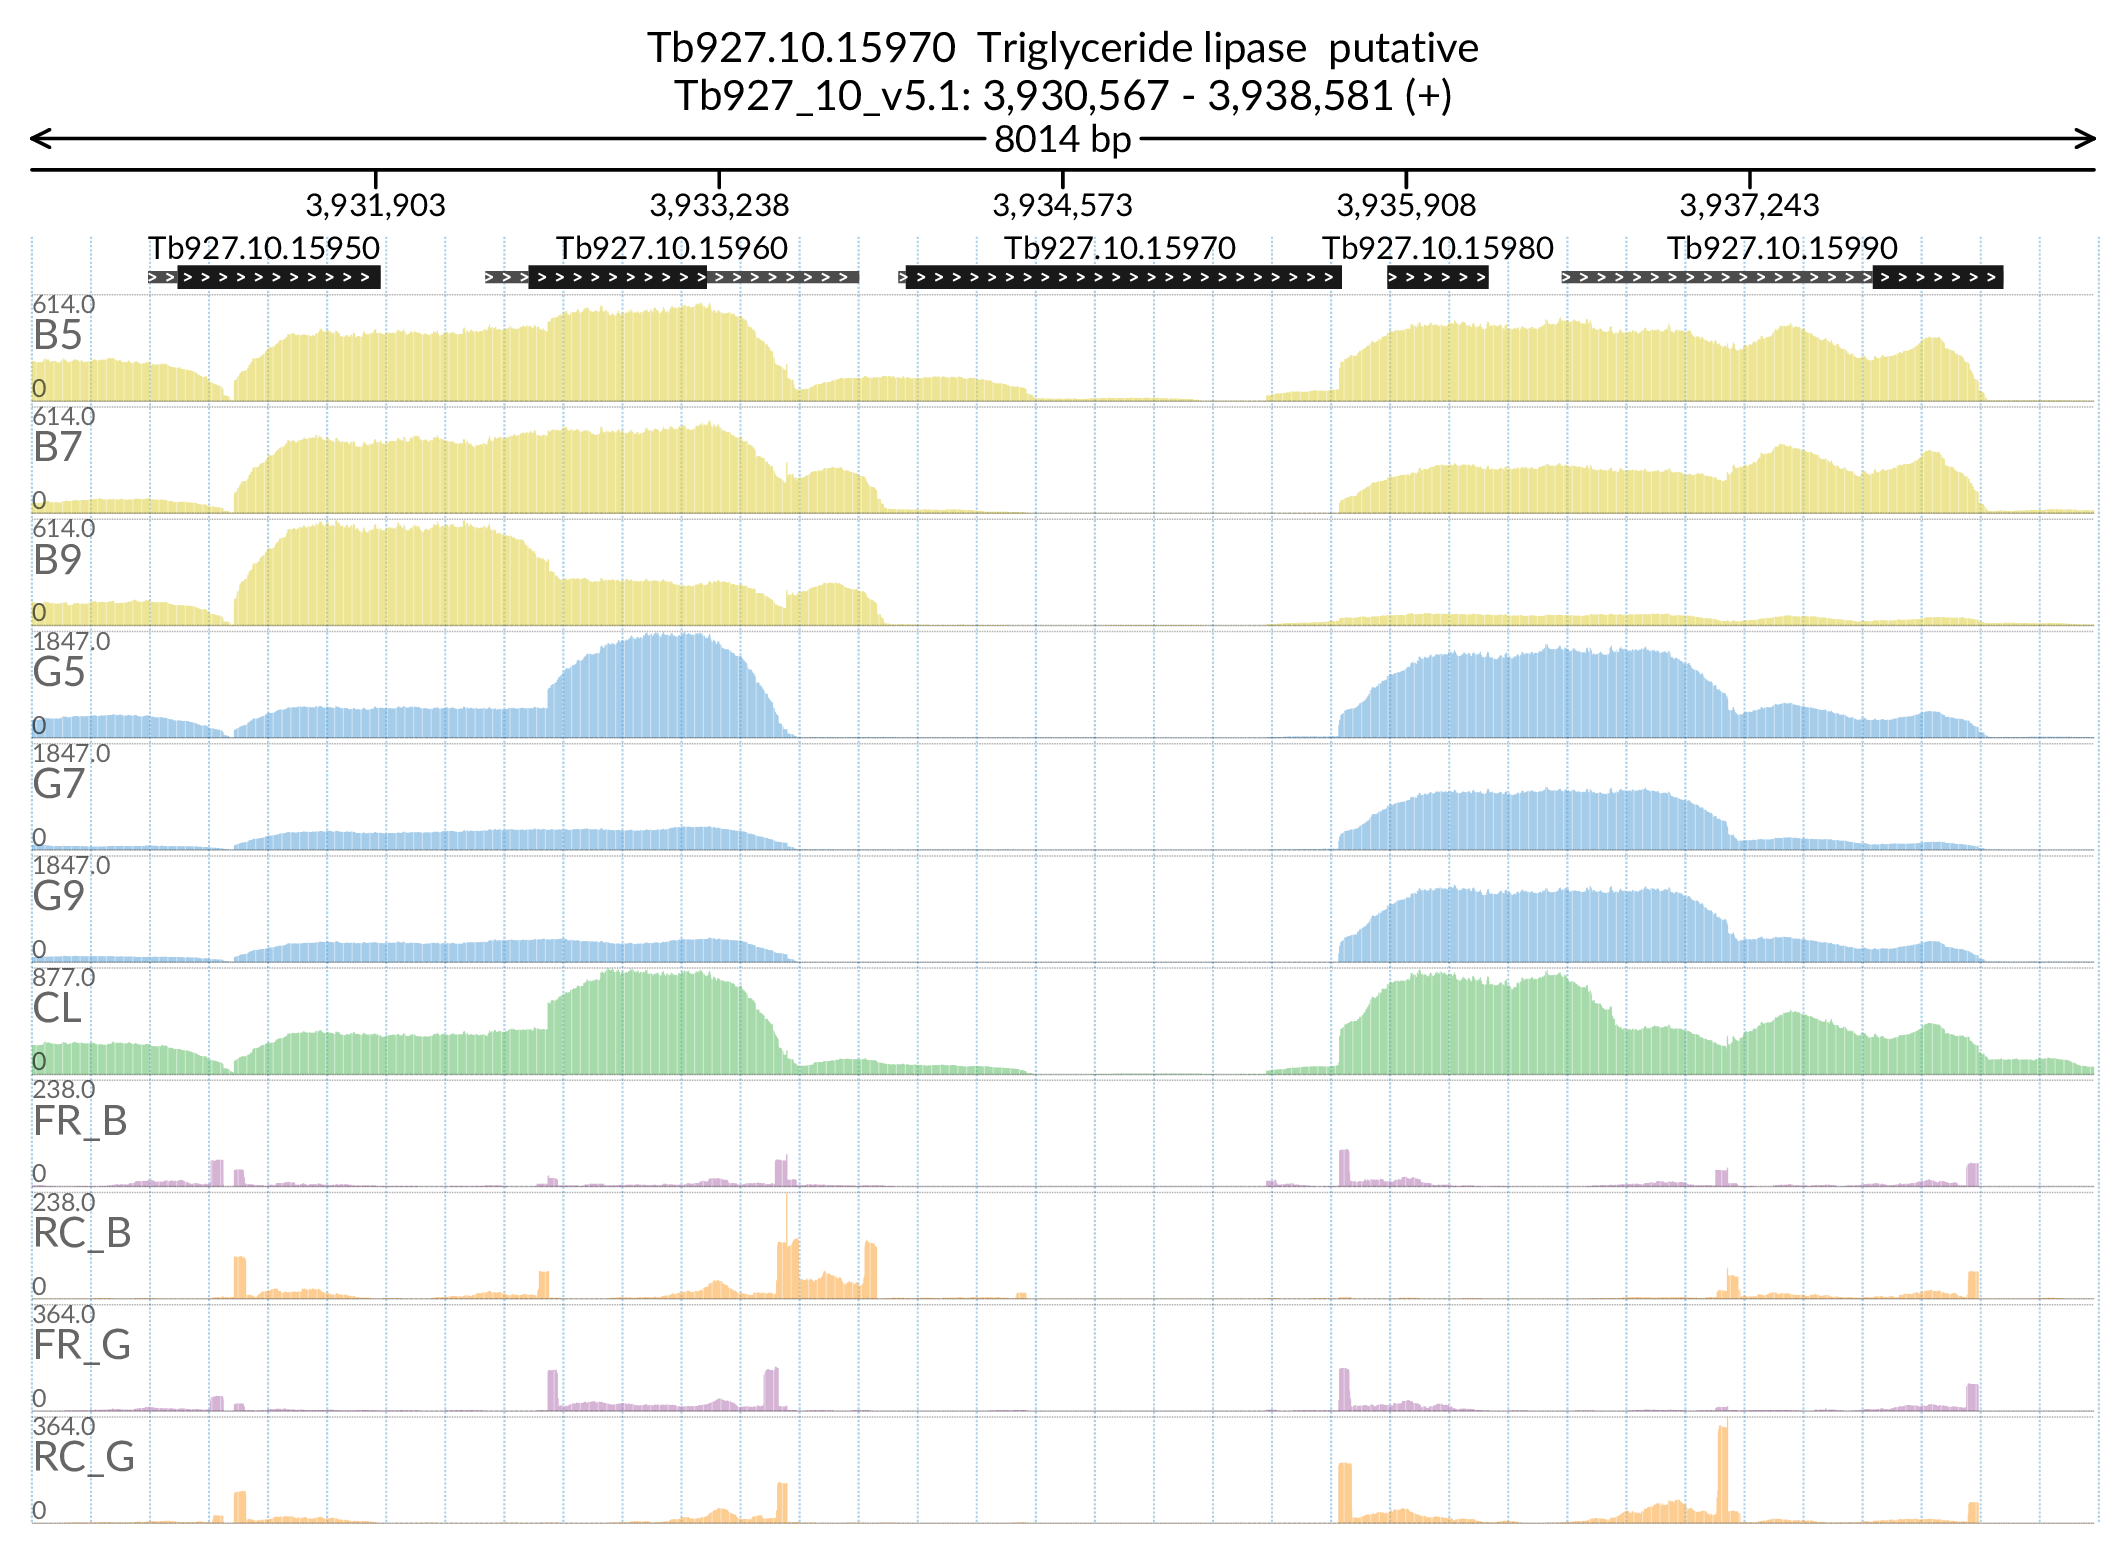 Tb927.10.15970 Triglyceride lipase putative
Tb927_10_v5.1: 3,930,567 - 3,938,581 (+)
8014 bp
3,931,903 3,933,238 3,934,573 3,935,908 3,937,243
Tb927.10.15950 Tb927.10.15960 Tb927.10.15970 Tb927.10.15980 Tb927.10.15990
614.0
B5
0
614.0
B7
0
614.0
B9
0
1847.0
G5
0
1847.0
G7
0
1847.0
G9
0
877.0
CL
0
238.0
FR_B
0
238.0
RC_B
0
364.0
FR_G
0
364.0
RC_G
0